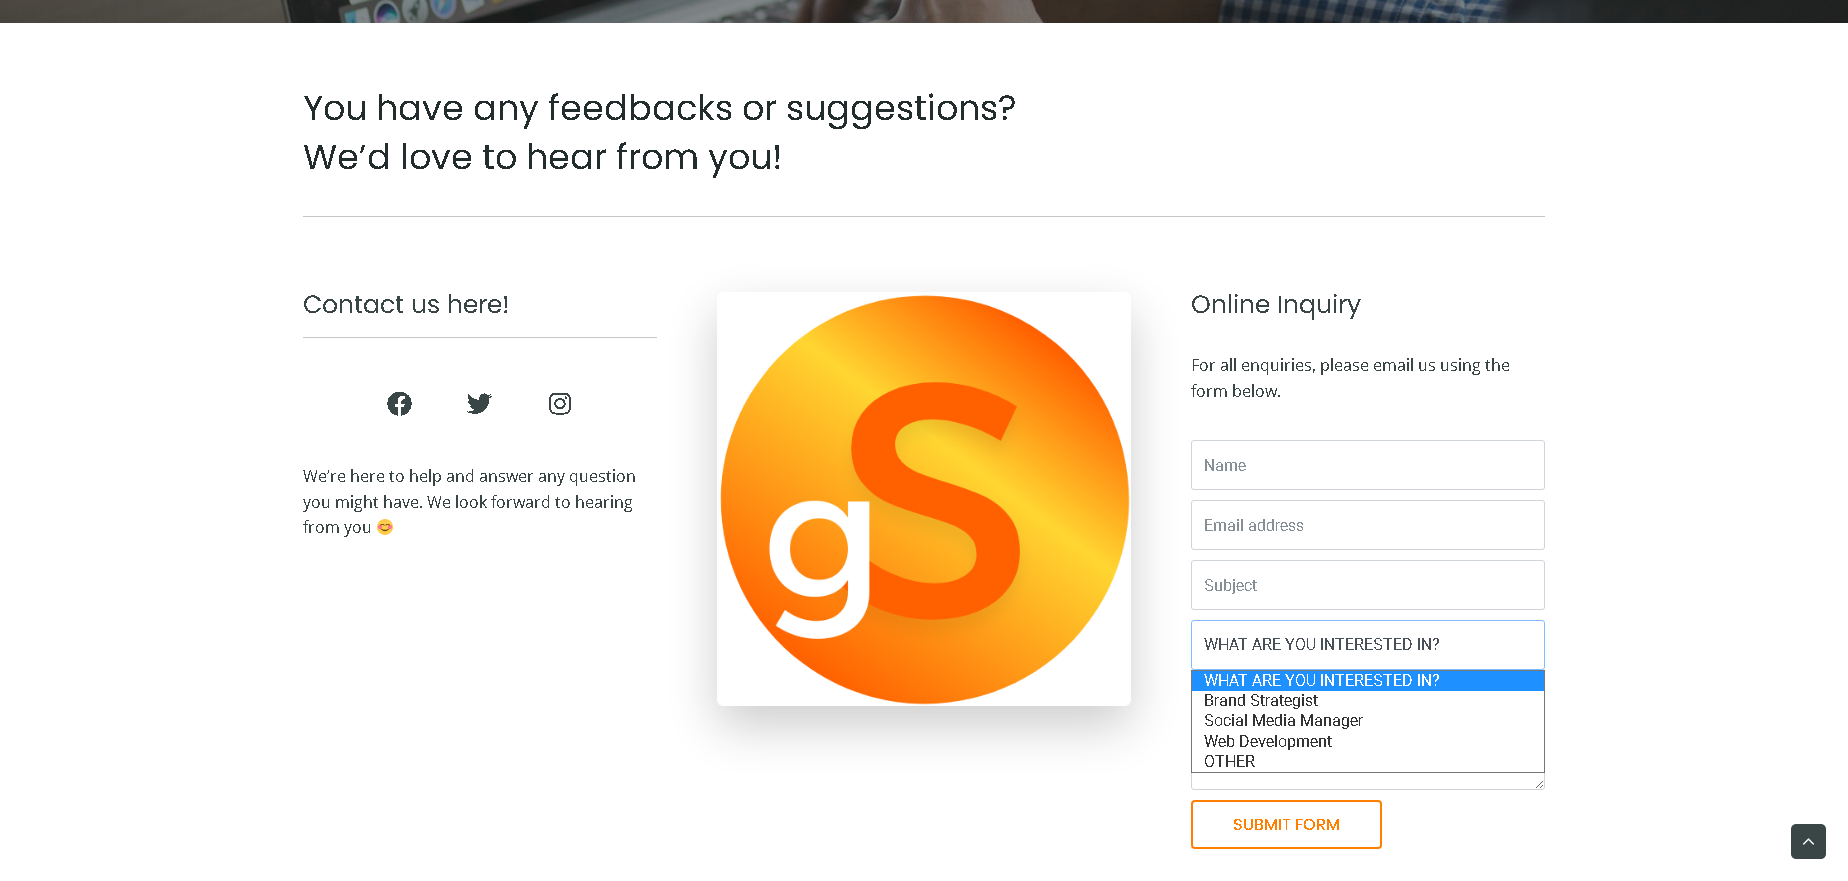 You have any feedbacks or suggestions?
We’d love to hear from you!
Contact us here!
We’re here to help and answer any question
you might have. We look forward to hearing
from you 😊
gS
Online Inquiry
For all enquiries, please email us using the
form below.
Name
Email address
Subject
WHAT ARE YOU INTERESTED IN?
WHAT ARE YOU INTERESTED IN?
Brand Strategist
Social Media Manager
Web Development
OTHER
SUBMIT FORM